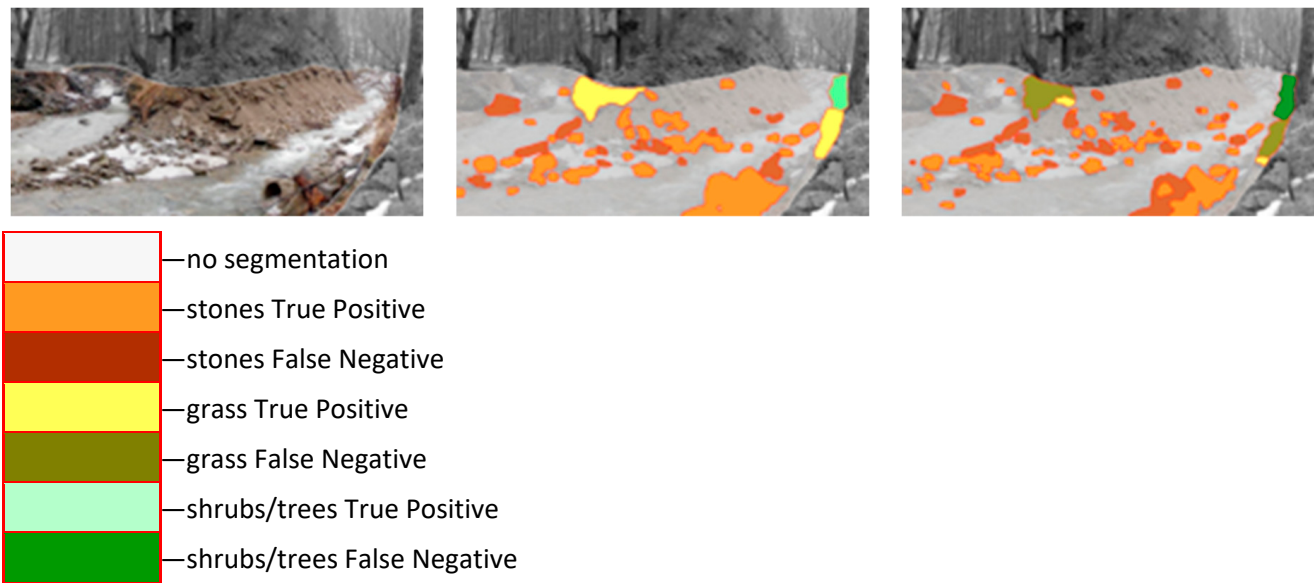 no segmentation
stones True Positive
stones False Negative
grass True Positive
grass False Negative
shrubs/trees True Positive
shrubs/trees False Negative